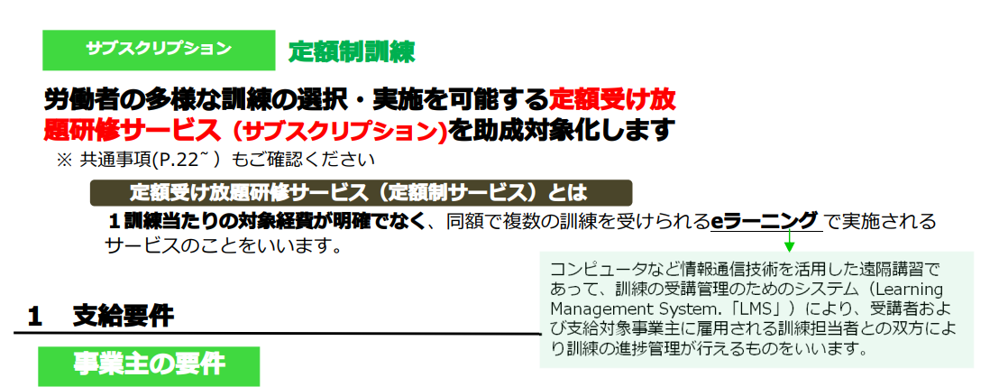 サブスクリプション 定額制訓練
労働者の多様な訓練の選択・実施を可能する定額受け放
題研修サービス（サブスクリプション)を助成対象化します
※ 共通事項(P.22~ ）もご確認ください
定額受け放題研修サービス（定額制サービス）とは
１訓練当たりの対象経費が明確でなく、同額で複数の訓練を受けられるeラーニング で実施される
サービスのことをいいます。
コンピュータなど情報通信技術を活用した遠隔講習で
あって、訓練の受講管理のためのシステム（Learning
Management System.「LMS」）により、受講者およ
び支給対象事業主に雇用される訓練担当者との双方によ
り訓練の進捗管理が行えるものをいいます。
１ 支給要件
事業主の要件